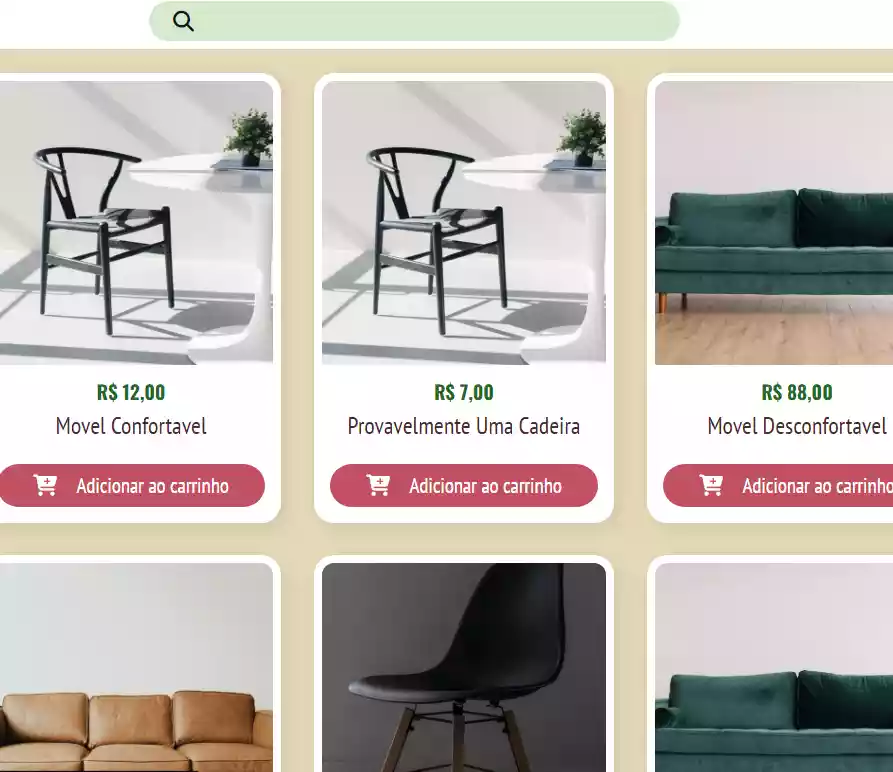 R$ 12,00
Movel Confortavel
Adicionar ao carrinho
R$ 7,00
Provavelmente Uma Cadeira
Adicionar ao carrinho
R$ 88,00
Movel Desconfortavel
Adicionar ao carrinho